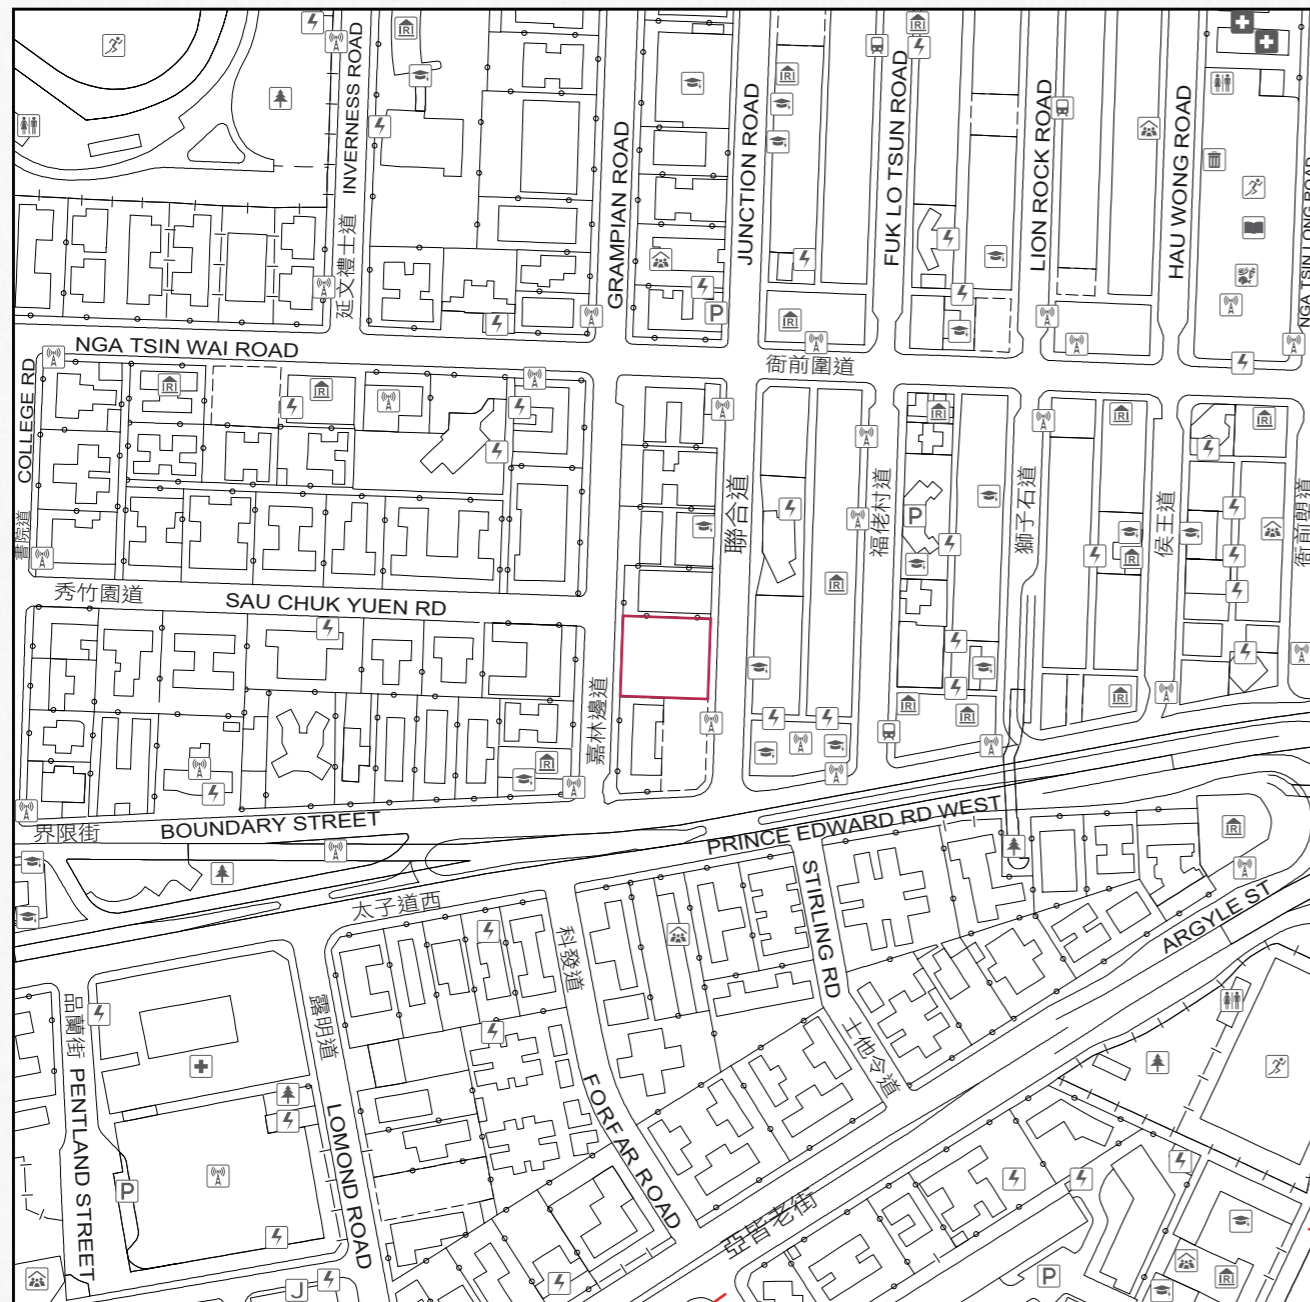 INVERNESS ROAD
延文禮士道
GRAMPIAN ROAD
JUNCTION ROAD
FUK LO TSUN ROAD
LION ROCK ROAD
HAU WONG ROAD
NGA TSIN LONG ROAD
NGA TSIN WAI ROAD
衙前圍道
COLLEGE RD
書院道
聯合道
福佬村道
獅子石道
侯王道
衙前塱道
秀竹園道
SAU CHUK YUEN RD
嘉林邊道
界限街
BOUNDARY STREET
PRINCE EDWARD RD WEST
太子道西
STIRLING RD
士他令道
ARGYLE ST
亞皆老街
科發道
FORFAR ROAD
露明道
LOMOND ROAD
品蘭街
PENTLAND STREET
P
P
P
P
J